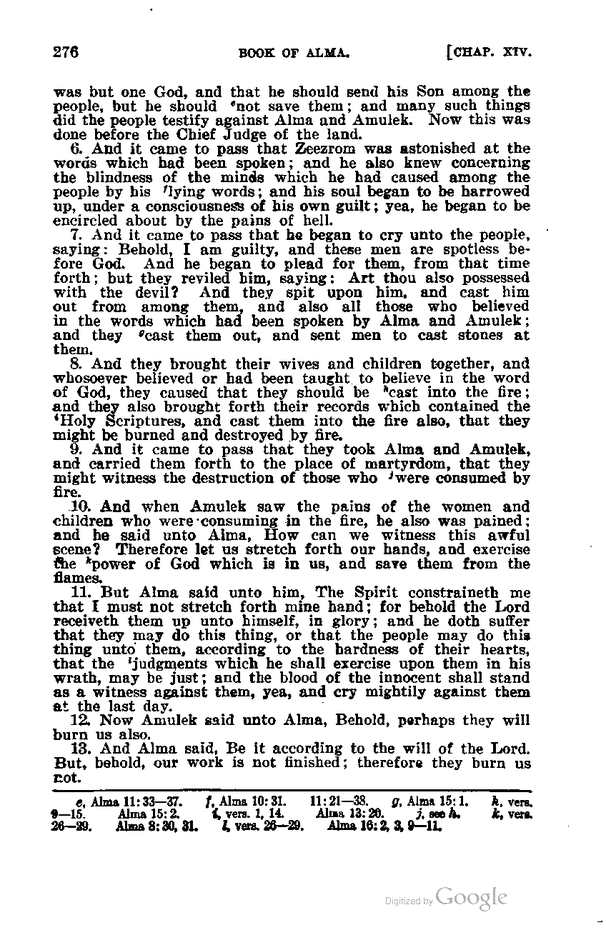 276 BOOK OF ALMA. [CHAP. XIV.
was but one God, and that he should send his Son among the
people, but he should ᵉnot save them; and many such things
did the people testify against Alma and Amulek. Now this was
done before the Chief Judge of the land.
6. And it came to pass that Zeezrom was astonished at the
words which had been spoken; and he also knew concerning
the blindness of the minds which he had caused among the
people by his ᶠlying words; and his soul began to be harrowed
up, under a consciousness of his own guilt; yea, he began to be
encircled about by the pains of hell.
7. And it came to pass that he began to cry unto the people,
saying: Behold, I am guilty, and these men are spotless be-
fore God. And he began to plead for them, from that time
forth; but they reviled him, saying: Art thou also possessed
with the devil? And they spit upon him, and cast him
out from among them, and also all those who believed
in the words which had been spoken by Alma and Amulek;
and they ᵍcast them out, and sent men to cast stones at
them.
8. And they brought their wives and children together, and
whosoever believed or had been taught to believe in the word
of God, they caused that they should be ʰcast into the fire;
and they also brought forth their records which contained the
ⁱHoly Scriptures, and cast them into the fire also, that they
might be burned and destroyed by fire.
9. And it came to pass that they took Alma and Amulek,
and carried them forth to the place of martyrdom, that they
might witness the destruction of those who ʲwere consumed by
fire.
10. And when Amulek saw the pains of the women and
children who were consuming in the fire, he also was pained;
and he said unto Alma, How can we witness this awful
scene? Therefore let us stretch forth our hands, and exercise
the ᵏpower of God which is in us, and save them from the
flames.
11. But Alma said unto him, The Spirit constraineth me
that I must not stretch forth mine hand; for behold the Lord
receiveth them up unto himself, in glory; and he doth suffer
that they may do this thing, or that the people may do this
thing unto them, according to the hardness of their hearts,
that the ˡjudgments which he shall exercise upon them in his
wrath, may be just; and the blood of the innocent shall stand
as a witness against them, yea, and cry mightily against them
at the last day.
12. Now Amulek said unto Alma, Behold, perhaps they will
burn us also.
13. And Alma said, Be it according to the will of the Lord.
But, behold, our work is not finished; therefore they burn us
not.
e, Alma 11:33—37. f, Alma 10:31. 11:21—38. g, Alma 15:1. h, vers.
9—15. Alma 15:2. i, vers. 1, 14. Alma 13:20. j, see h. k, vers.
26—29. Alma 8:30, 31. l, vers. 26—29. Alma 16:2, 3, 9—11.
Digitized by Google